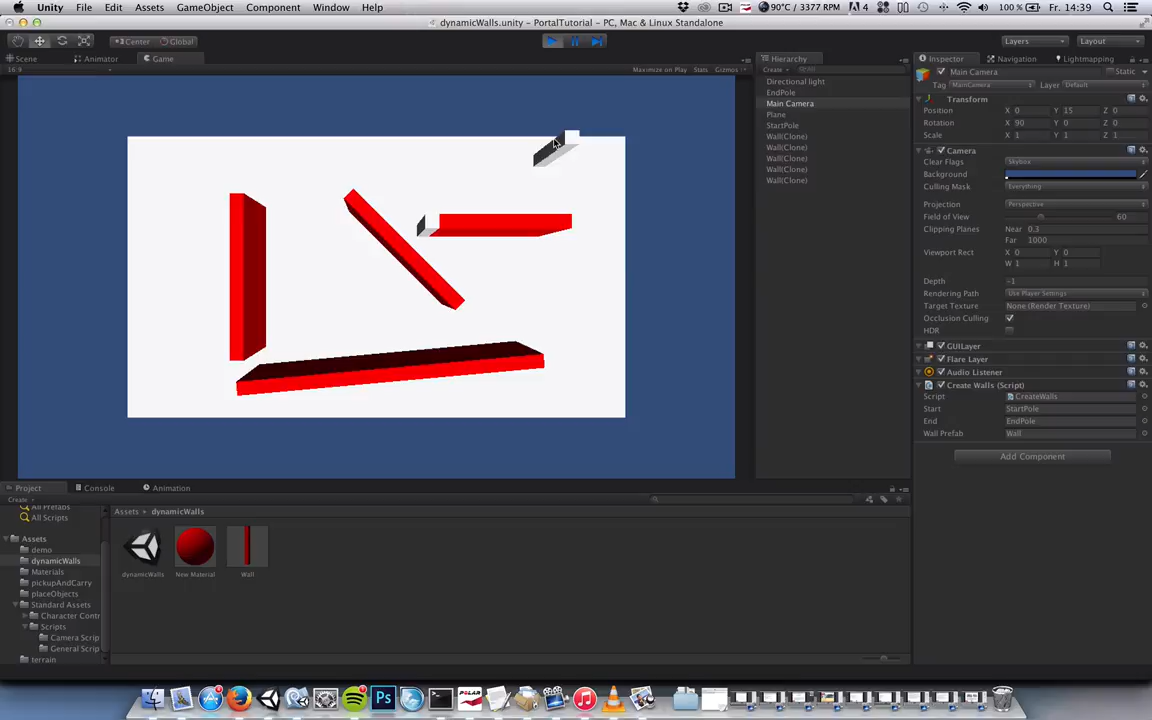 Unity File Edit Assets GameObject Component Window Help 90°C / 3377 RPM 4 100 % Fr. 14:39
dynamicWalls.unity - PortalTutorial - PC, Mac & Linux Standalone
Center Global Layers Layout
Scene Animator Game Hierarchy Inspector Navigation Lightmapping
16:9 Maximize on Play Stats Gizmos Create
Main Camera Static
Tag MainCamera Layer Default
Directional light
EndPole
Main Camera
Plane
StartPole
Wall(Clone)
Wall(Clone)
Wall(Clone)
Wall(Clone)
Wall(Clone)
Transform
Position X 0 Y 15 Z 0
Rotation X 90 Y 0 Z 0
Scale X 1 Y 1 Z 1
Camera
Clear Flags Skybox
Background
Culling Mask Everything
Projection Perspective
Field of View 60
Clipping Planes Near 0.3
Far 1000
Viewport Rect X 0 Y 0
W 1 H 1
Depth -1
Rendering Path Use Player Settings
Target Texture None (Render Texture)
Occlusion Culling
HDR
GUILayer
Flare Layer
Audio Listener
Create Walls (Script)
Script CreateWalls
Start StartPole
End EndPole
Wall Prefab Wall
Add Component
Project Console Animation
Create
All Prefabs
All Scripts
Assets
demo
dynamicWalls
Materials
pickupAndCarry
placeObjects
Standard Assets
Character Contr
Scripts
Camera Scrip
General Scrip
terrain
Assets dynamicWalls
dynamicWalls New Material Wall
Ps
POLAR